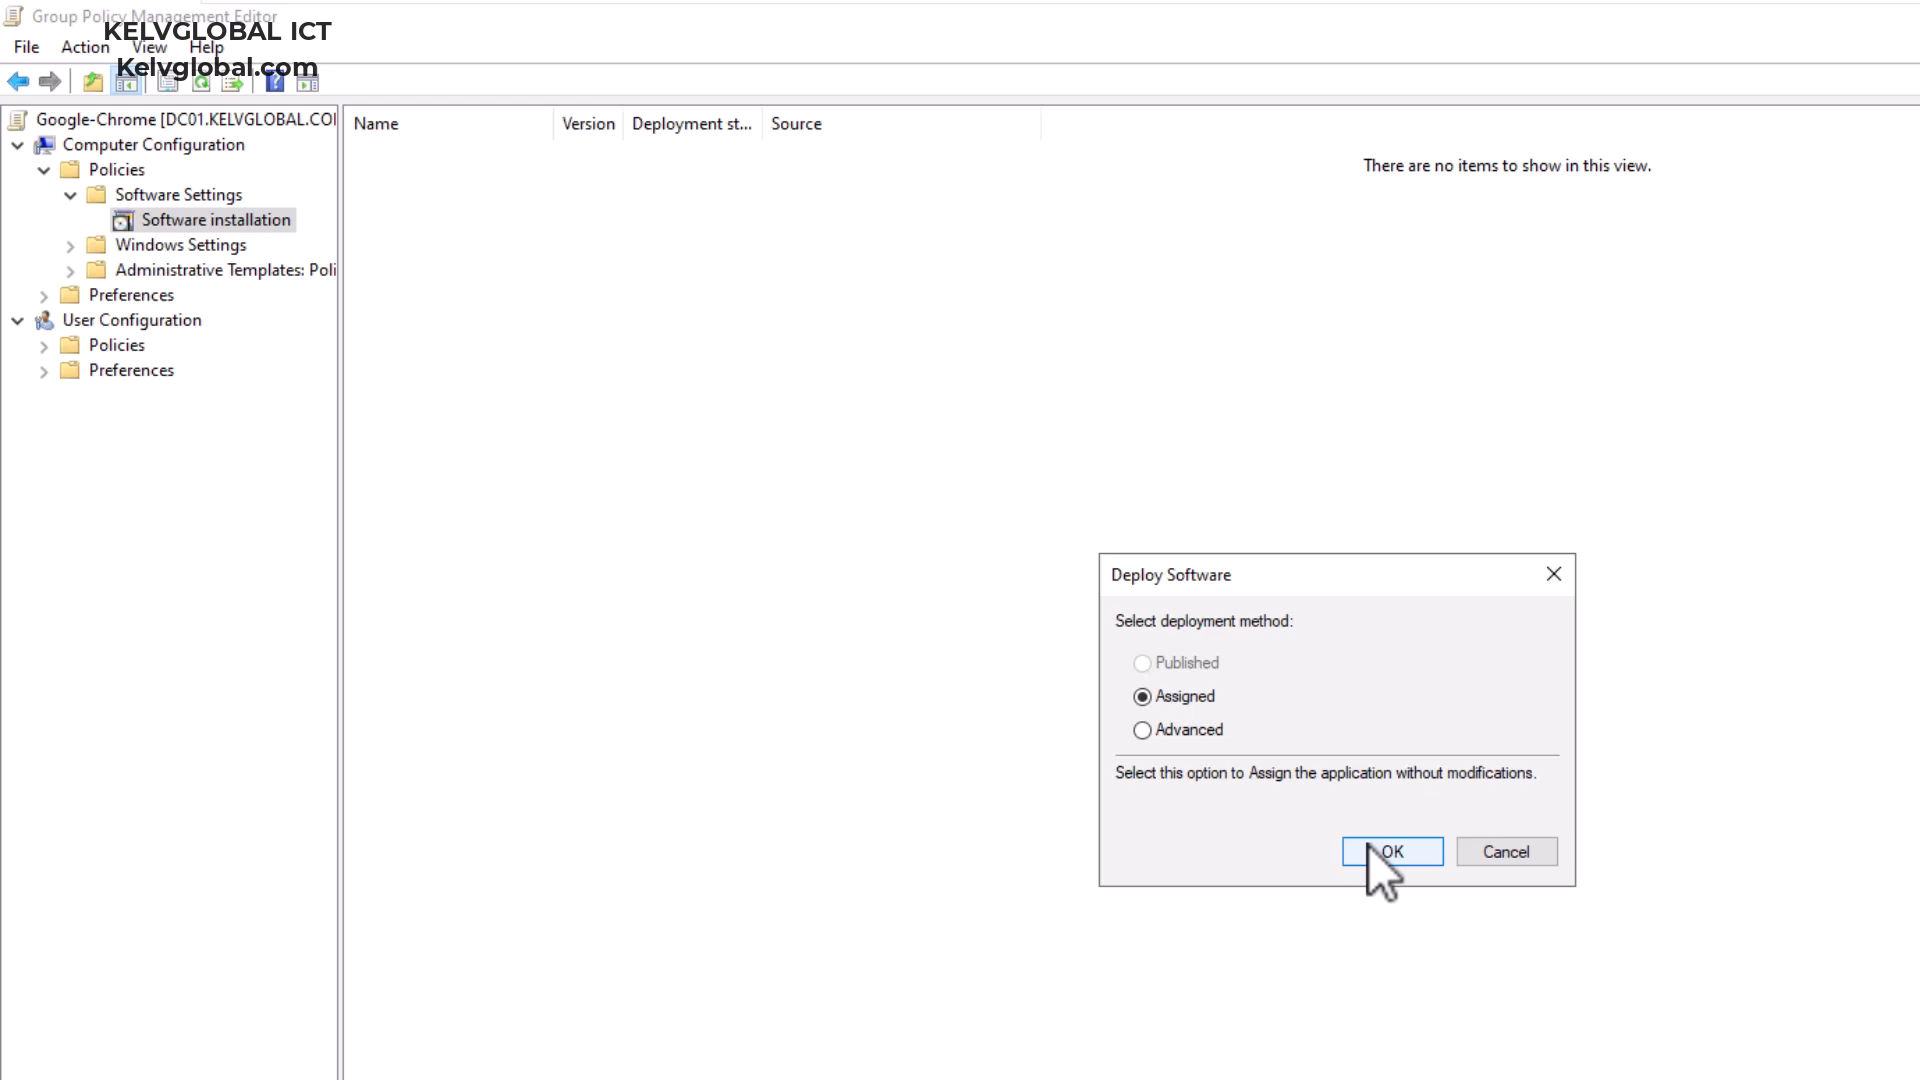 Group Policy Management Editor
KELVGLOBAL ICT
File Action View Help
Kelvglobal.com
Google-Chrome [DC01.KELVGLOBAL.COI
Computer Configuration
Policies
Software Settings
Software installation
Windows Settings
Administrative Templates: Poli
Preferences
User Configuration
Policies
Preferences
Name Version Deployment st... Source
There are no items to show in this view.
Deploy Software
Select deployment method:
Published
Assigned
Advanced
Select this option to Assign the application without modifications.
OK Cancel